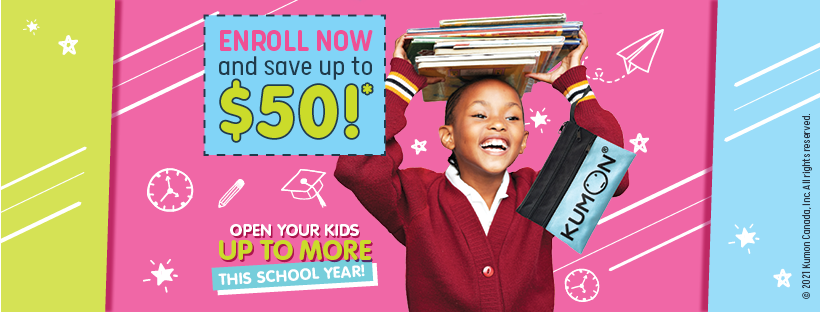 ENROLL NOW
and save up to
$50!*
OPEN YOUR KIDS
UP TO MORE
THIS SCHOOL YEAR!
KUMON®
© 2021 Kumon Canada, Inc. All rights reserved.